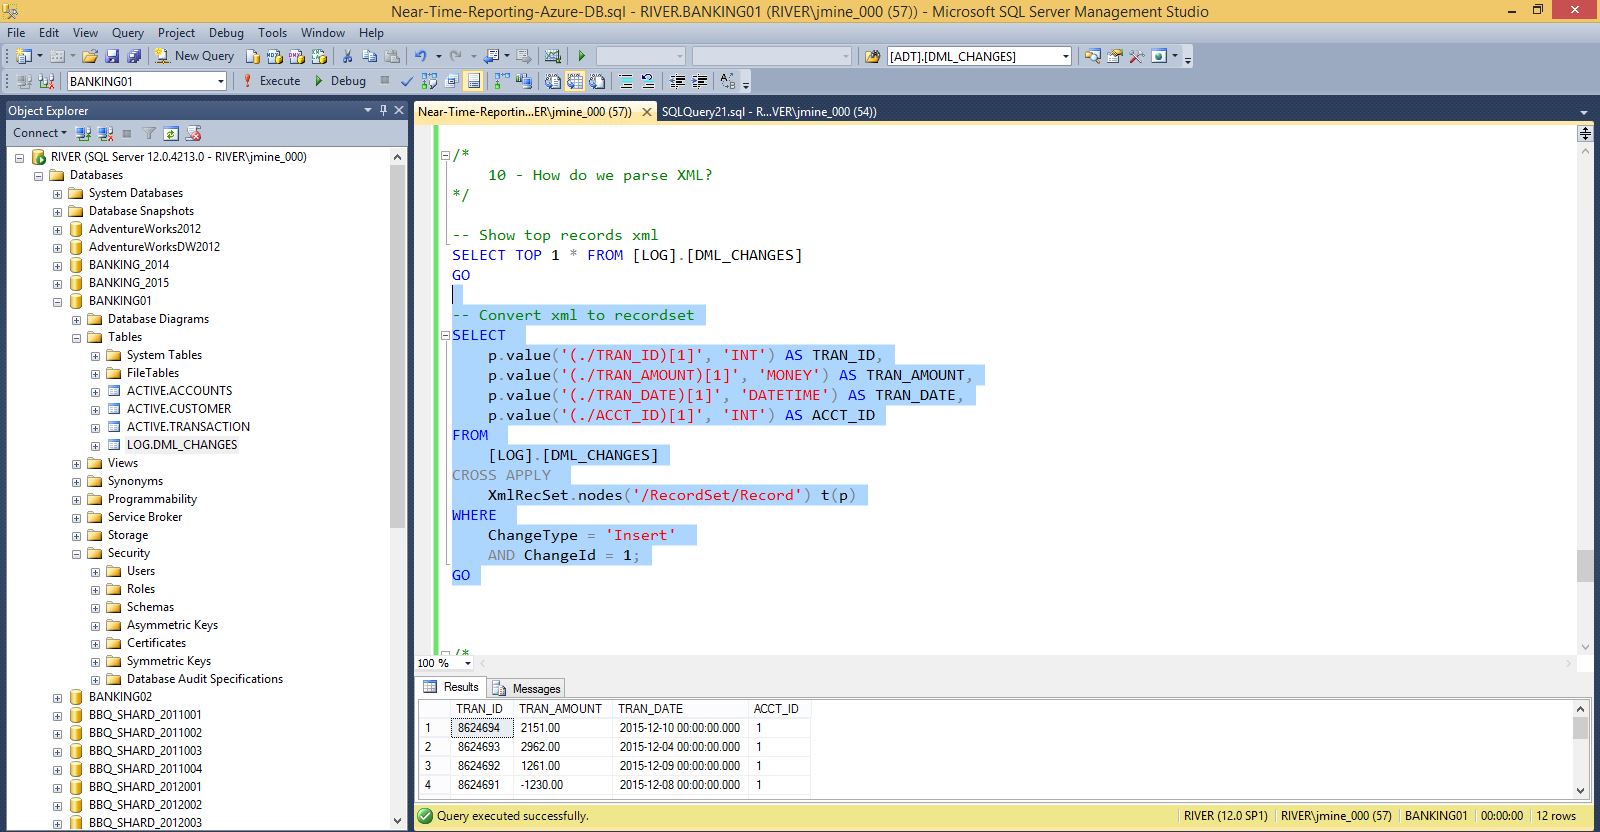 Near-Time-Reporting-Azure-DB.sql - RIVER.BANKING01 (RIVER\jmine_000 (57)) - Microsoft SQL Server Management Studio
File Edit View Query Project Debug Tools Window Help
New Query [ADT].[DML_CHANGES]
BANKING01 Execute Debug
Object Explorer
Connect
RIVER (SQL Server 12.0.4213.0 - RIVER\jmine_000)
Databases
System Databases
Database Snapshots
AdventureWorks2012
AdventureWorksDW2012
BANKING_2014
BANKING_2015
BANKING01
Database Diagrams
Tables
System Tables
FileTables
ACTIVE.ACCOUNTS
ACTIVE.CUSTOMER
ACTIVE.TRANSACTION
LOG.DML_CHANGES
Views
Synonyms
Programmability
Service Broker
Storage
Security
Users
Roles
Schemas
Asymmetric Keys
Certificates
Symmetric Keys
Database Audit Specifications
BANKING02
BBQ_SHARD_2011001
BBQ_SHARD_2011002
BBQ_SHARD_2011003
BBQ_SHARD_2011004
BBQ_SHARD_2012001
BBQ_SHARD_2012002
BBQ_SHARD_2012003
Near-Time-Reportin...ER\jmine_000 (57)) SQLQuery21.sql - R...VER\jmine_000 (54))
/*
10 - How do we parse XML?
*/
-- Show top records xml
SELECT TOP 1 * FROM [LOG].[DML_CHANGES]
GO
-- Convert xml to recordset
SELECT
p.value('(./TRAN_ID)[1]', 'INT') AS TRAN_ID,
p.value('(./TRAN_AMOUNT)[1]', 'MONEY') AS TRAN_AMOUNT,
p.value('(./TRAN_DATE)[1]', 'DATETIME') AS TRAN_DATE,
p.value('(./ACCT_ID)[1]', 'INT') AS ACCT_ID
FROM
[LOG].[DML_CHANGES]
CROSS APPLY
XmlRecSet.nodes('/RecordSet/Record') t(p)
WHERE
ChangeType = 'Insert'
AND ChangeId = 1;
GO
/*
100 %
Results Messages
TRAN_ID TRAN_AMOUNT TRAN_DATE ACCT_ID
1 8624694 2151.00 2015-12-10 00:00:00.000 1
2 8624693 2962.00 2015-12-04 00:00:00.000 1
3 8624692 1261.00 2015-12-09 00:00:00.000 1
4 8624691 -1230.00 2015-12-08 00:00:00.000 1
Query executed successfully. RIVER (12.0 SP1) RIVER\jmine_000 (57) BANKING01 00:00:00 12 rows